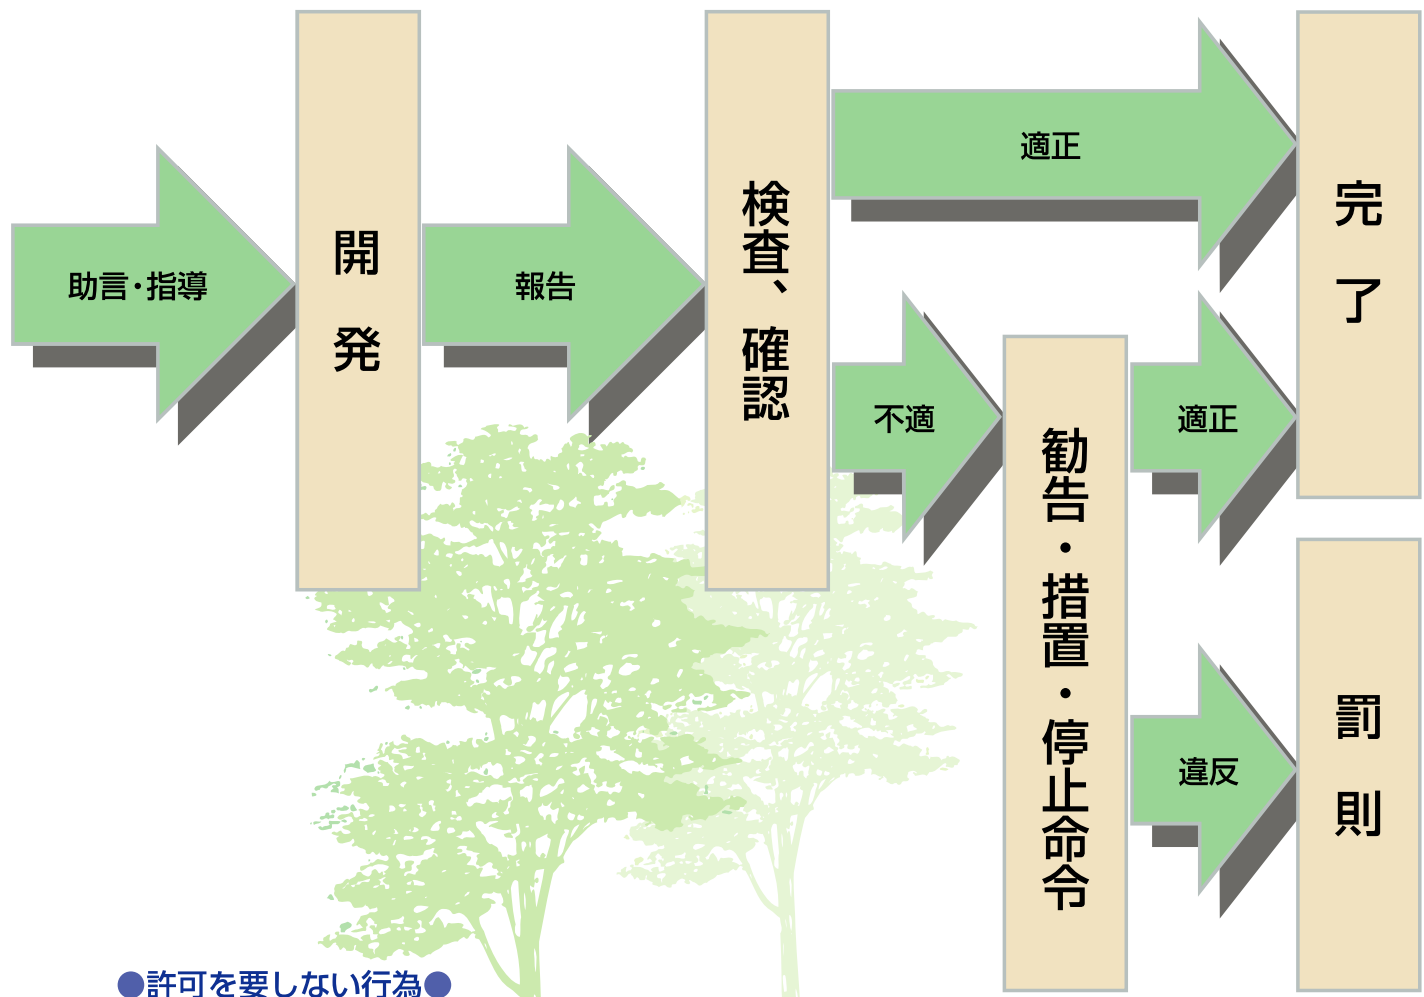 助言・指導
開発
報告
検査、確認
適正
不適
勧告・措置・停止命令
適正
違反
完了
罰則
●許可を要しない行為●